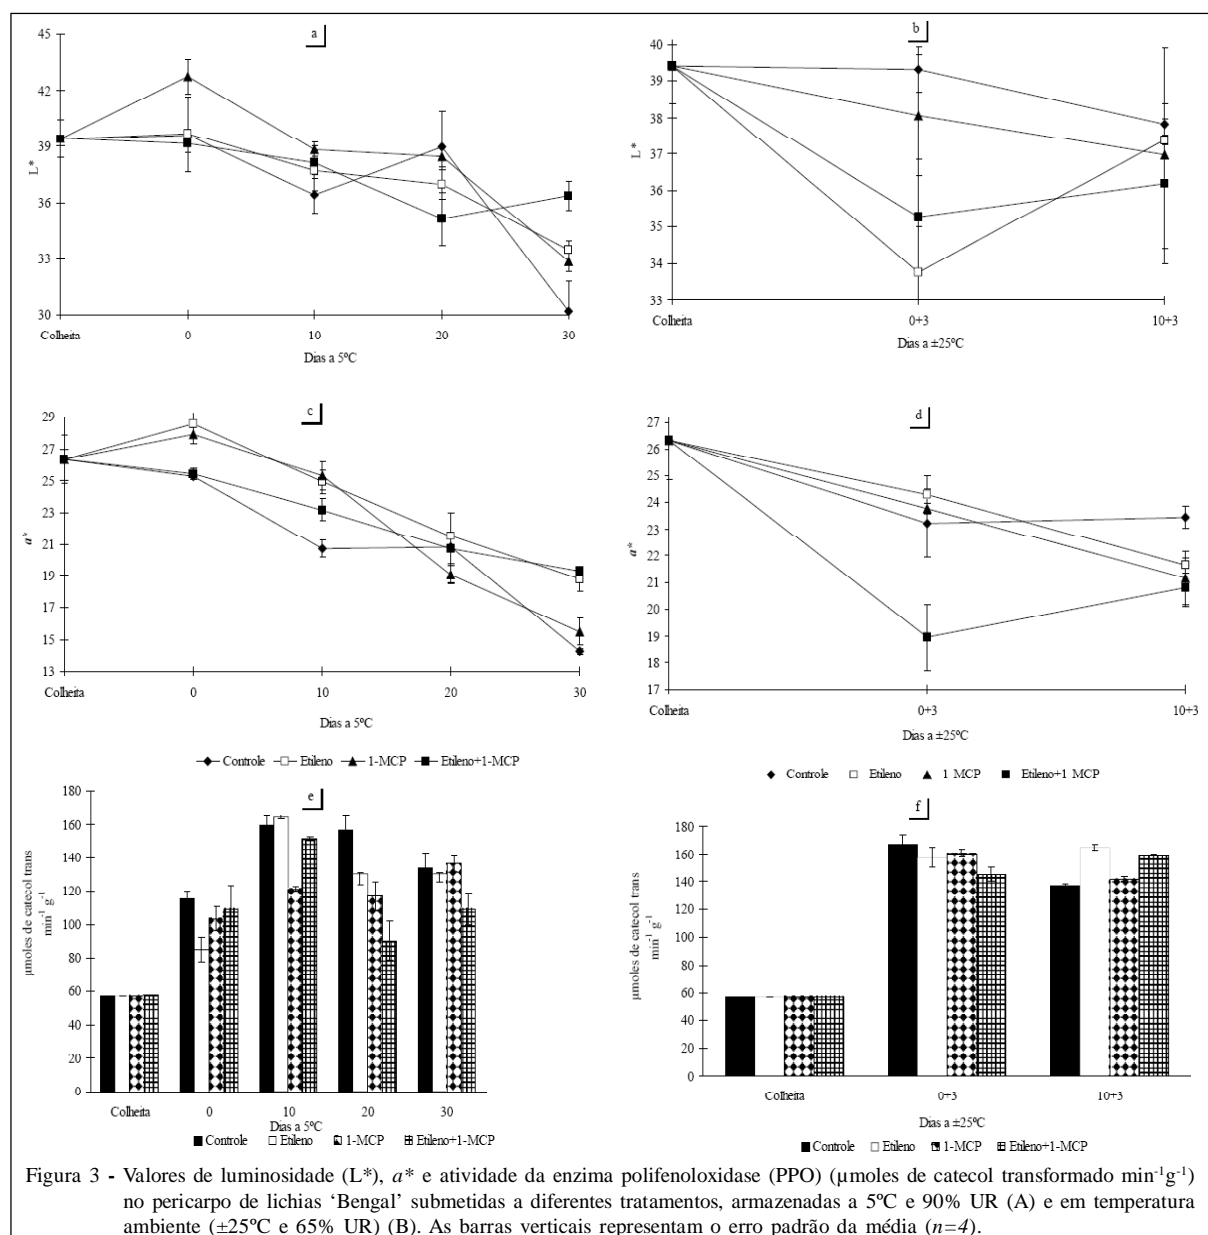 a
45
42
39
36
33
30
L*
Colheita 0 10 20 30
Dias a 5ºC
b
40
39
38
37
36
35
34
33
L*
Colheita 0+3 10+3
Dias a ±25ºC
c
29
27
25
23
21
19
17
15
13
a*
Colheita 0 10 20 30
Dias a 5ºC
d
27
26
25
24
23
22
21
20
19
18
17
a*
Colheita 0+3 10+3
Dias a ±25ºC
Controle Etileno 1-MCP Etileno+1-MCP
Controle Etileno 1 MCP Etileno+1 MCP
e
180
160
140
120
100
80
60
40
20
0
µmoles de catecol trans
min⁻¹ g⁻¹
Colheita 0 10 20 30
Dias a 5ºC
Controle Etileno 1-MCP Etileno+1-MCP
f
180
160
140
120
100
80
60
40
20
0
µmoles de catecol trans
min⁻¹ g⁻¹
Colheita 0+3 10+3
Dias a ±25ºC
Controle Etileno 1-MCP Etileno+1-MCP
Figura 3 - Valores de luminosidade (L*), a* e atividade da enzima polifenoloxidase (PPO) (µmoles de catecol transformado min⁻¹g⁻¹)
no pericarpo de lichias ‘Bengal’ submetidas a diferentes tratamentos, armazenadas a 5ºC e 90% UR (A) e em temperatura
ambiente (±25ºC e 65% UR) (B). As barras verticais representam o erro padrão da média (n=4).